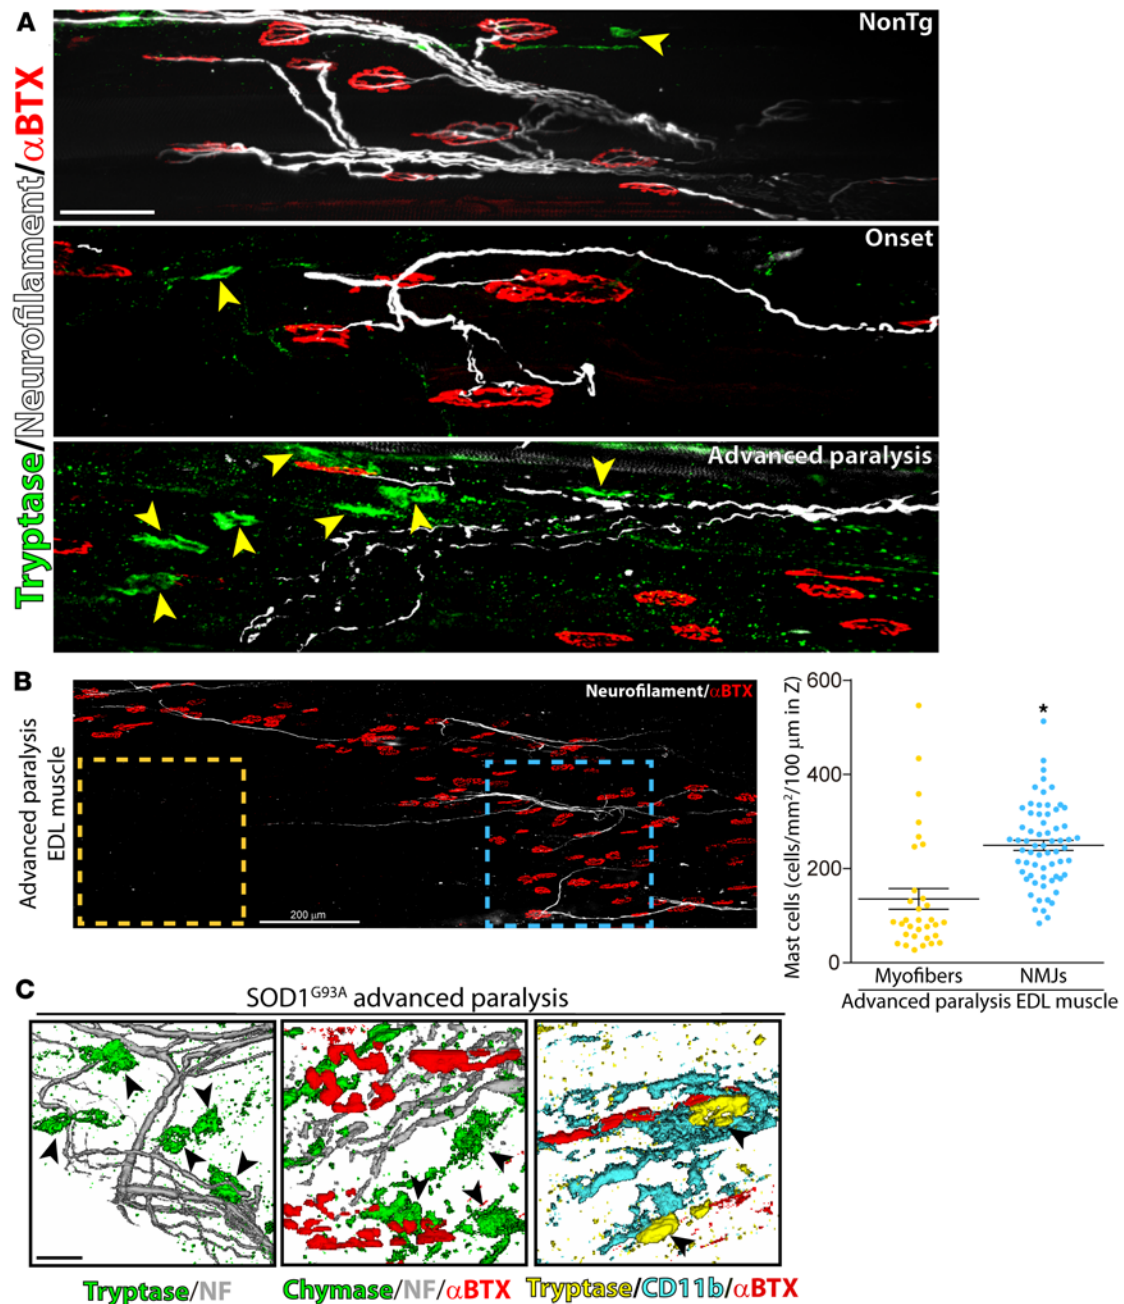 A
Tryptase/Neurofilament/αBTX
NonTg
Onset
Advanced paralysis
B
Advanced paralysis
EDL muscle
Neurofilament/αBTX
200 μm
Mast cells (cells/mm²/100 μm in Z)
600
400
200
0
*
Myofibers NMJs
Advanced paralysis EDL muscle
C
SOD1ᴳ⁹³ᴬ advanced paralysis
Tryptase/NF
Chymase/NF/αBTX
Tryptase/CD11b/αBTX